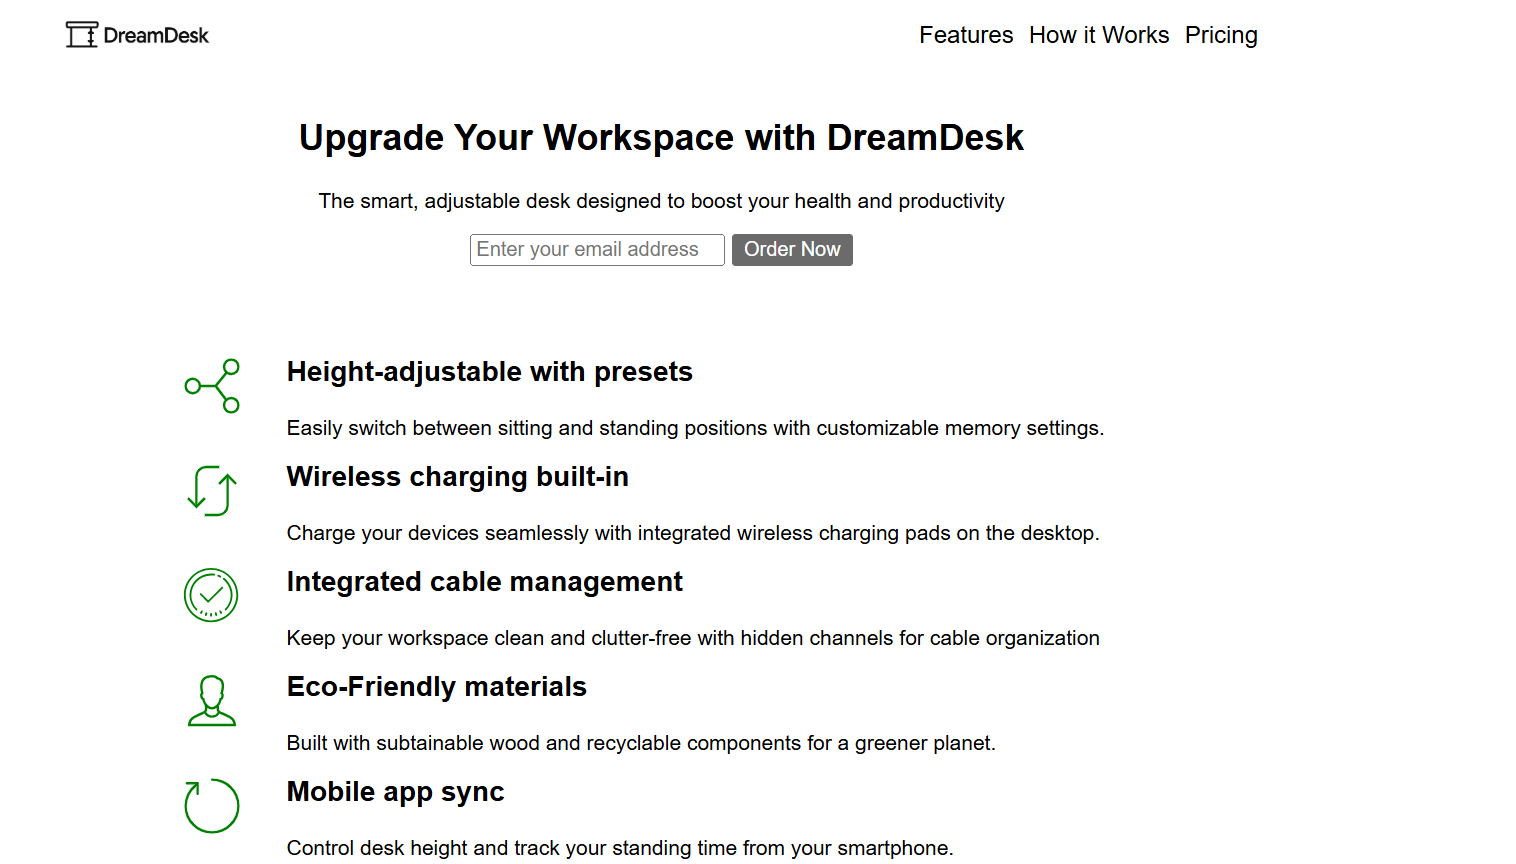 DreamDesk
Features How it Works Pricing
Upgrade Your Workspace with DreamDesk
The smart, adjustable desk designed to boost your health and productivity
Enter your email address Order Now
Height-adjustable with presets
Easily switch between sitting and standing positions with customizable memory settings.
Wireless charging built-in
Charge your devices seamlessly with integrated wireless charging pads on the desktop.
Integrated cable management
Keep your workspace clean and clutter-free with hidden channels for cable organization
Eco-Friendly materials
Built with subtainable wood and recyclable components for a greener planet.
Mobile app sync
Control desk height and track your standing time from your smartphone.